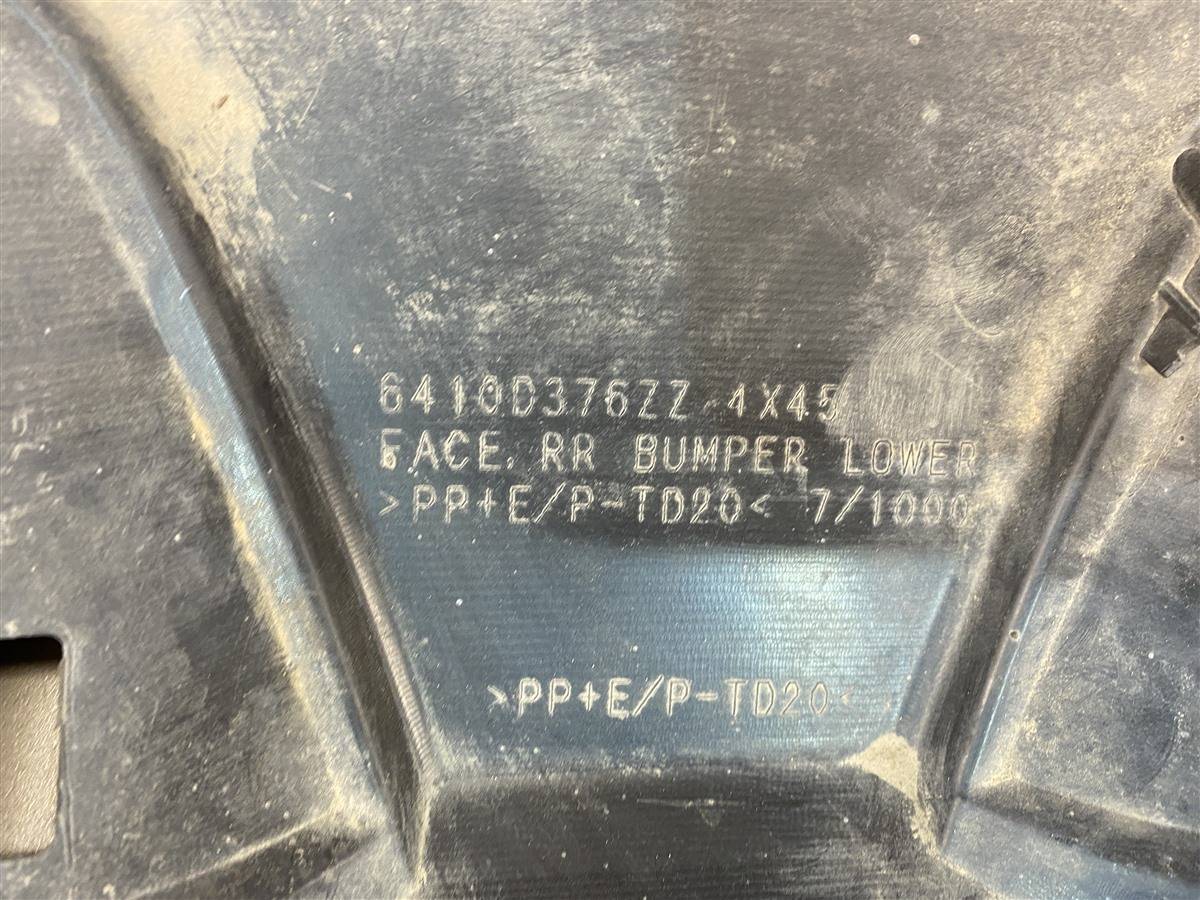 6410D376ZZ-4X45
FACE, RR BUMPER LOWER
>PP+E/P-TD20< 7/1000
>PP+E/P-TD20<